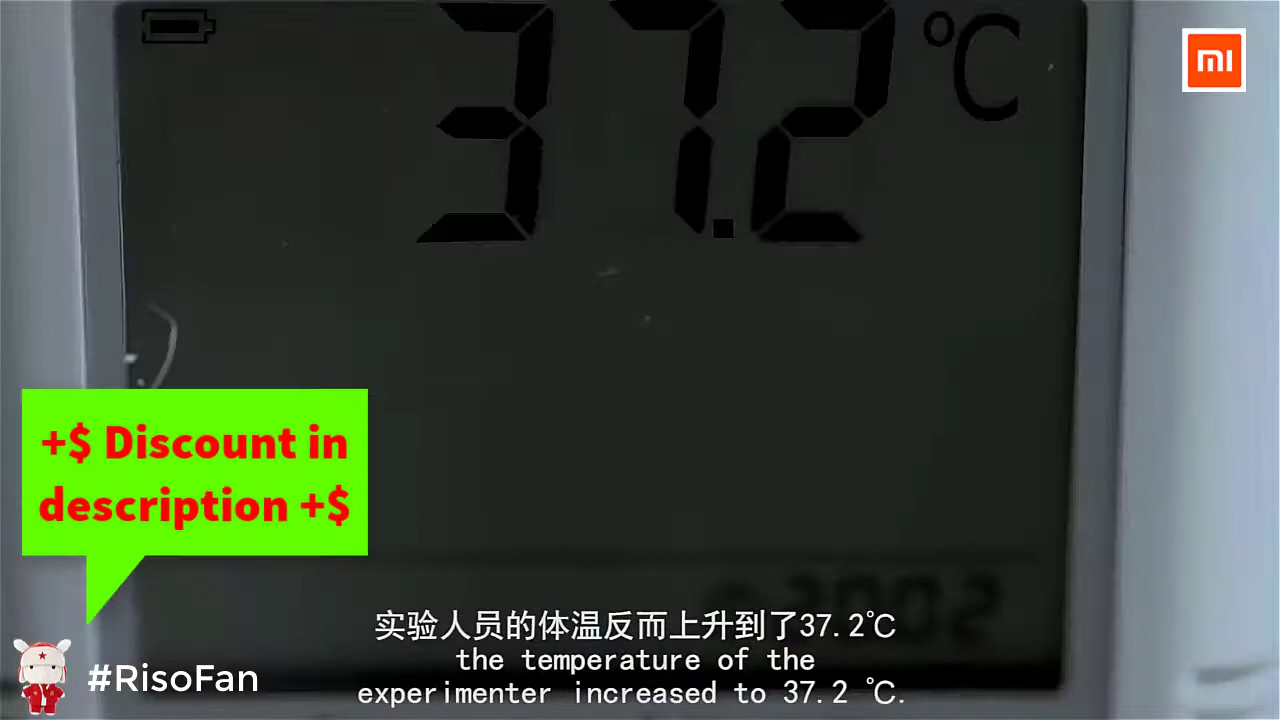 37.2 °C
mi
+$ Discount in
description +$
实验人员的体温反而上升到了37.2℃
the temperature of the
experimenter increased to 37.2 ℃.
#RisoFan